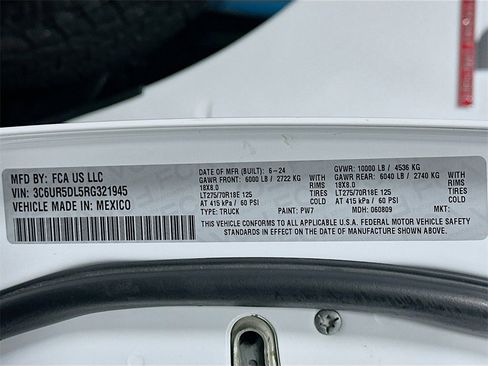 MFD BY: FCA US LLC
VIN: 3C6UR5DL5RG321945
VEHICLE MADE IN: MEXICO
DATE OF MFR (BUILT): 6-24 GVWR: 10000 LB / 4536 KG
GAWR FRONT: 6000 LB / 2722 KG GAWR REAR: 6040 LB / 2740 KG
18X8.0 RIMS 18X8.0 RIMS
LT275/70R18E 125 TIRES LT275/70R18E 125 TIRES
AT 415 kPa / 60 PSI COLD AT 415 kPa / 60 PSI COLD
TYPE: TRUCK PAINT: PW7 MDH: 060809 MKT:
THIS VEHICLE CONFORMS TO ALL APPLICABLE U.S.A. FEDERAL MOTOR VEHICLE SAFETY
STANDARDS IN EFFECT ON THE DATE OF MANUFACTURE SHOWN ABOVE.